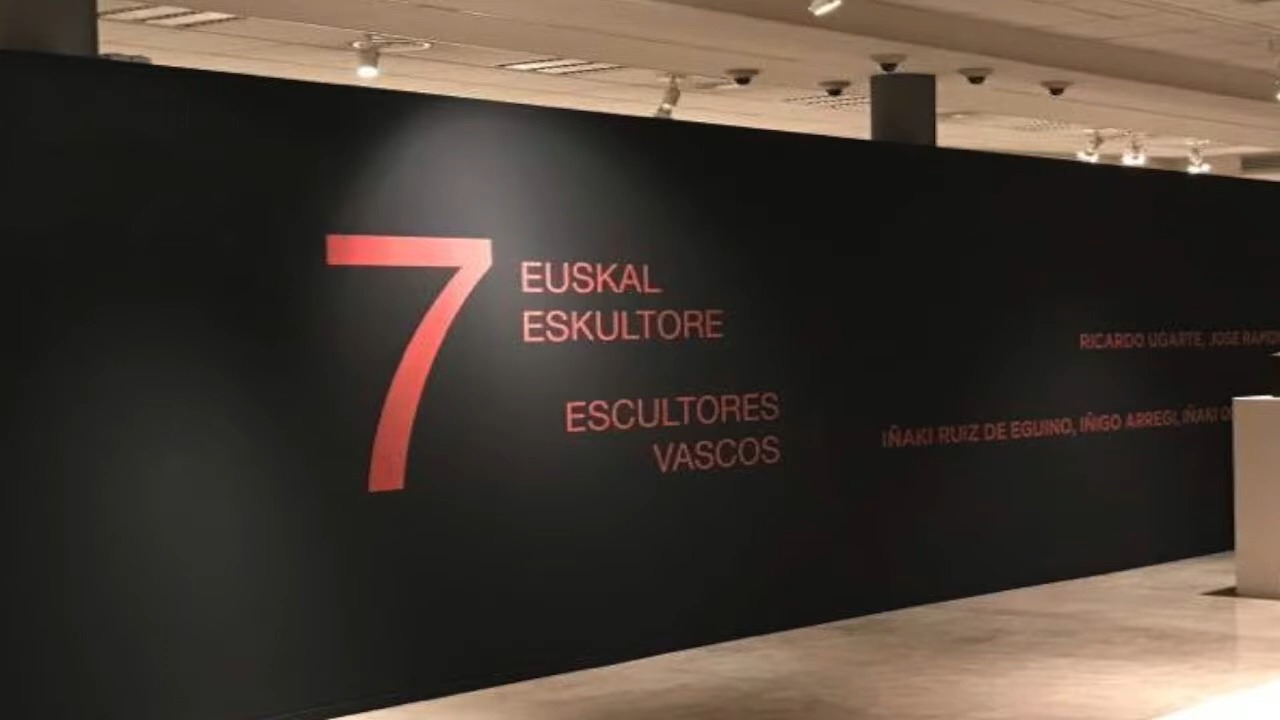 7
EUSKAL
ESKULTORE
ESCULTORES
VASCOS
RICARDO UGARTE, JOSE
IÑAKI RUIZ DE EGUINO, IÑIGO ARREGI, IÑAKI